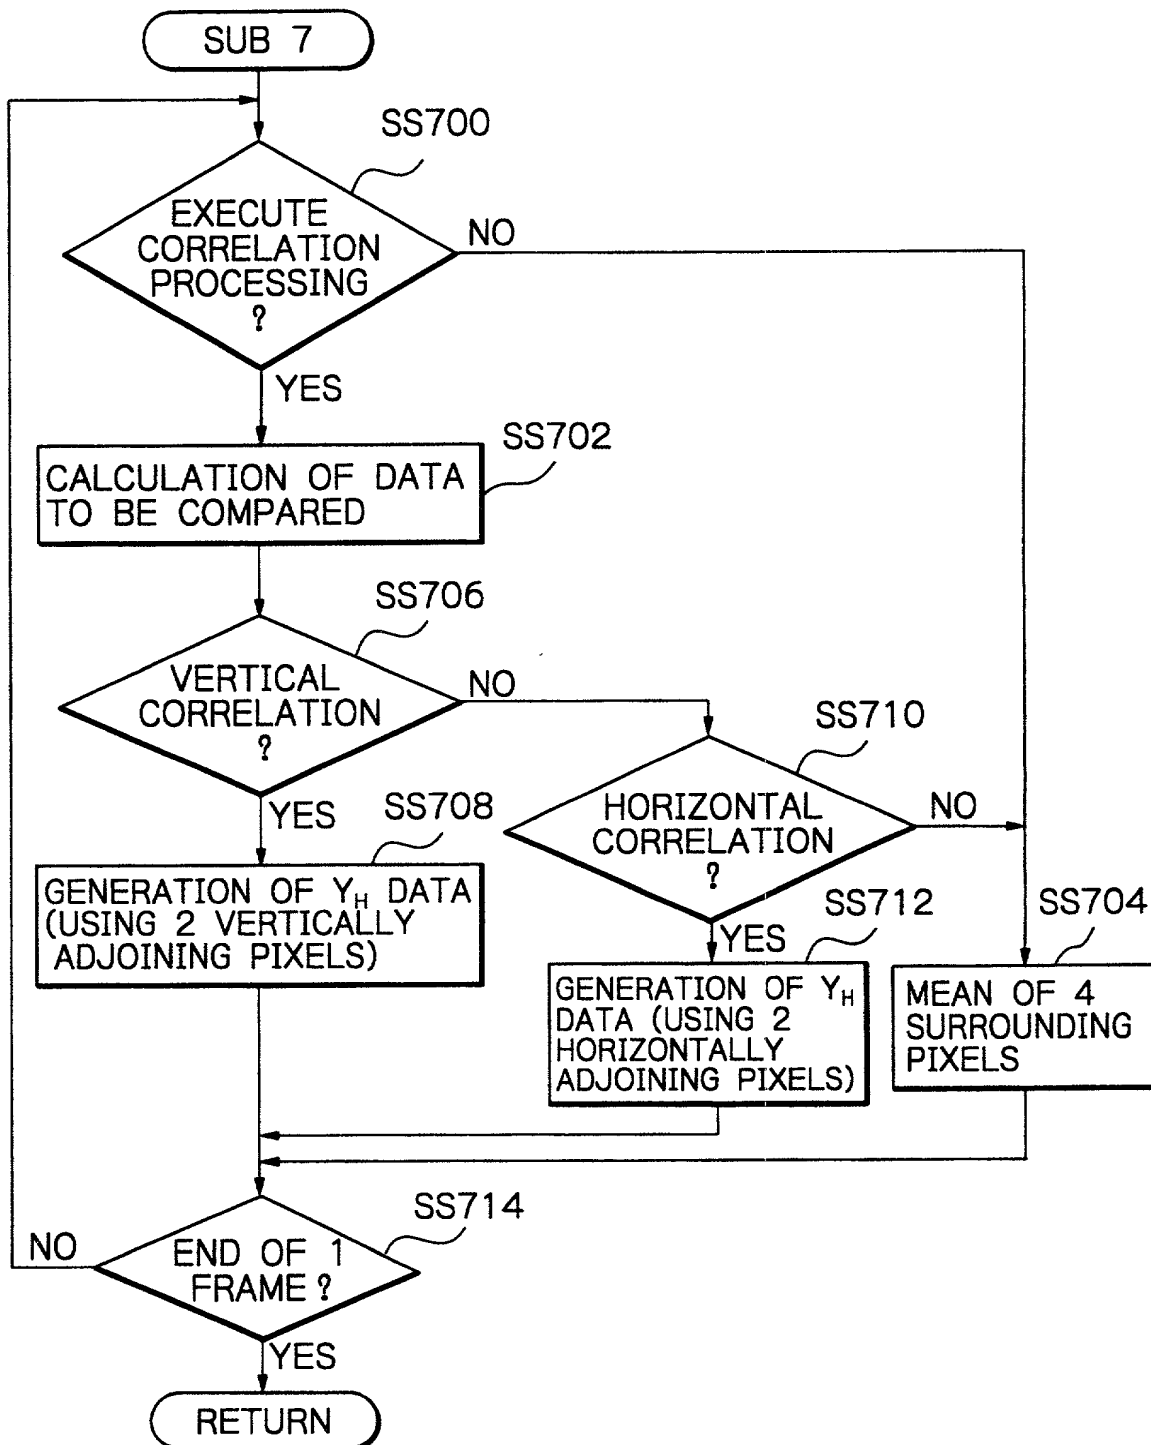 SUB 7
SS700
EXECUTE
CORRELATION
PROCESSING
?
NO
YES
SS702
CALCULATION OF DATA
TO BE COMPARED
SS706
VERTICAL
CORRELATION
?
NO
YES
SS710
HORIZONTAL
CORRELATION
?
NO
YES
SS708
GENERATION OF Y_H DATA
(USING 2 VERTICALLY
ADJOINING PIXELS)
SS712
GENERATION OF Y_H
DATA (USING 2
HORIZONTALLY
ADJOINING PIXELS)
SS704
MEAN OF 4
SURROUNDING
PIXELS
SS714
END OF 1
FRAME ?
NO
YES
RETURN